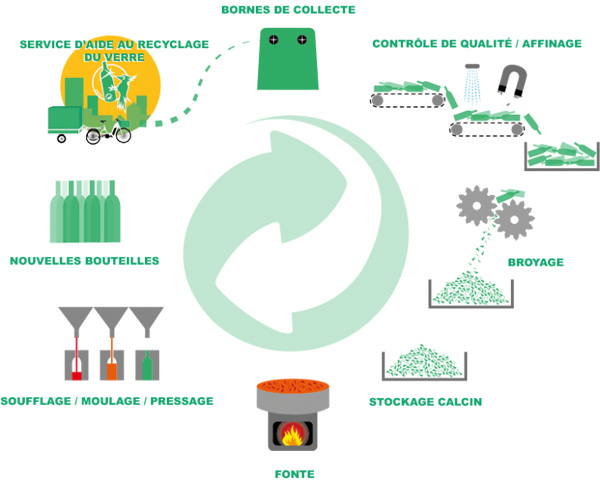 BORNES DE COLLECTE
SERVICE D'AIDE AU RECYCLAGE
DU VERRE
CONTRÔLE DE QUALITÉ / AFFINAGE
NOUVELLES BOUTEILLES
BROYAGE
SOUFFLAGE / MOULAGE / PRESSAGE
STOCKAGE CALCIN
FONTE